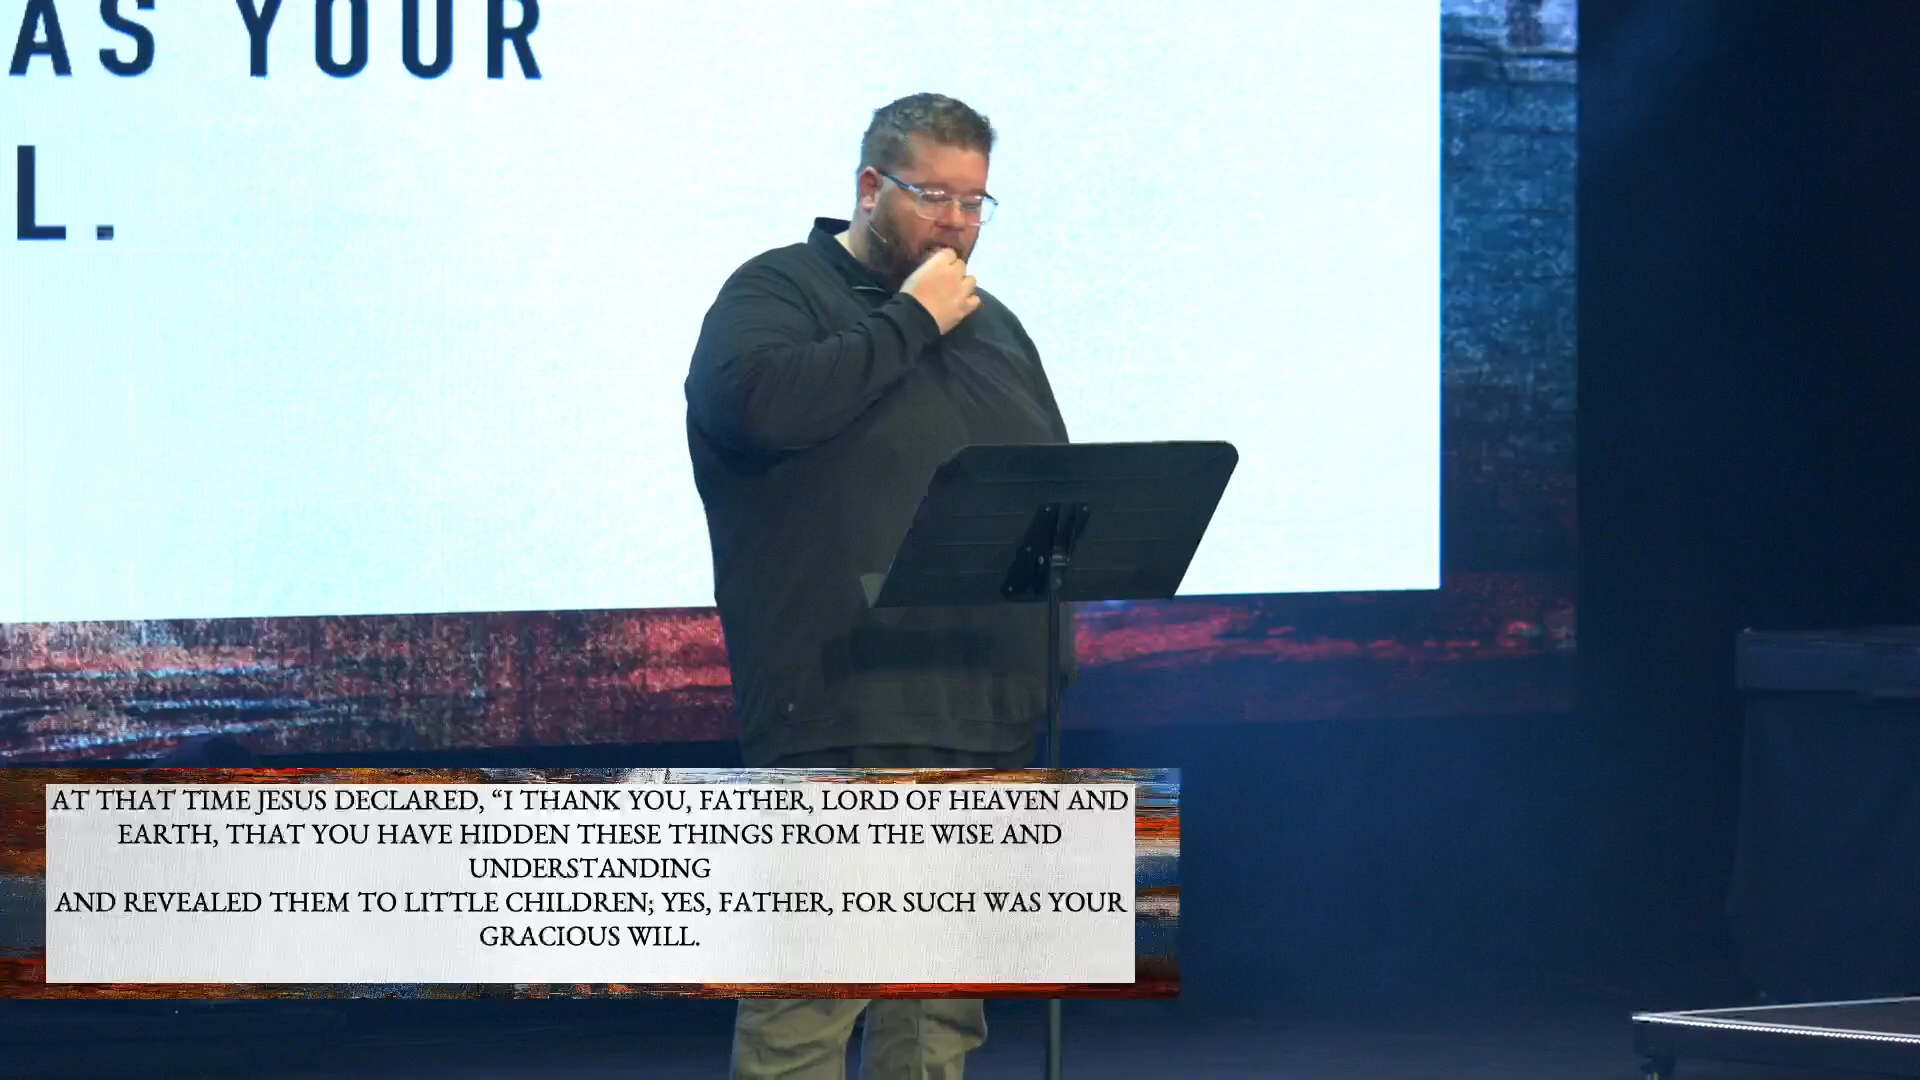 AS YOUR
L.
AT THAT TIME JESUS DECLARED, “I THANK YOU, FATHER, LORD OF HEAVEN AND
EARTH, THAT YOU HAVE HIDDEN THESE THINGS FROM THE WISE AND
UNDERSTANDING
AND REVEALED THEM TO LITTLE CHILDREN; YES, FATHER, FOR SUCH WAS YOUR
GRACIOUS WILL.